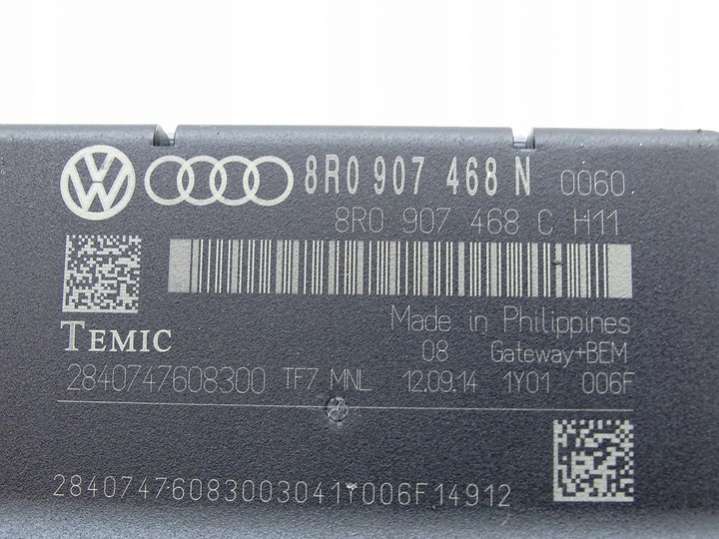 8R0 907 468 N 0060
8R0 907 468 C H11
Made in Philippines
TEMIC
08 Gateway+BEM
2840747608300 TF7 MNL 12.09.14 1Y01 006F
28407476083003041Y006F14912